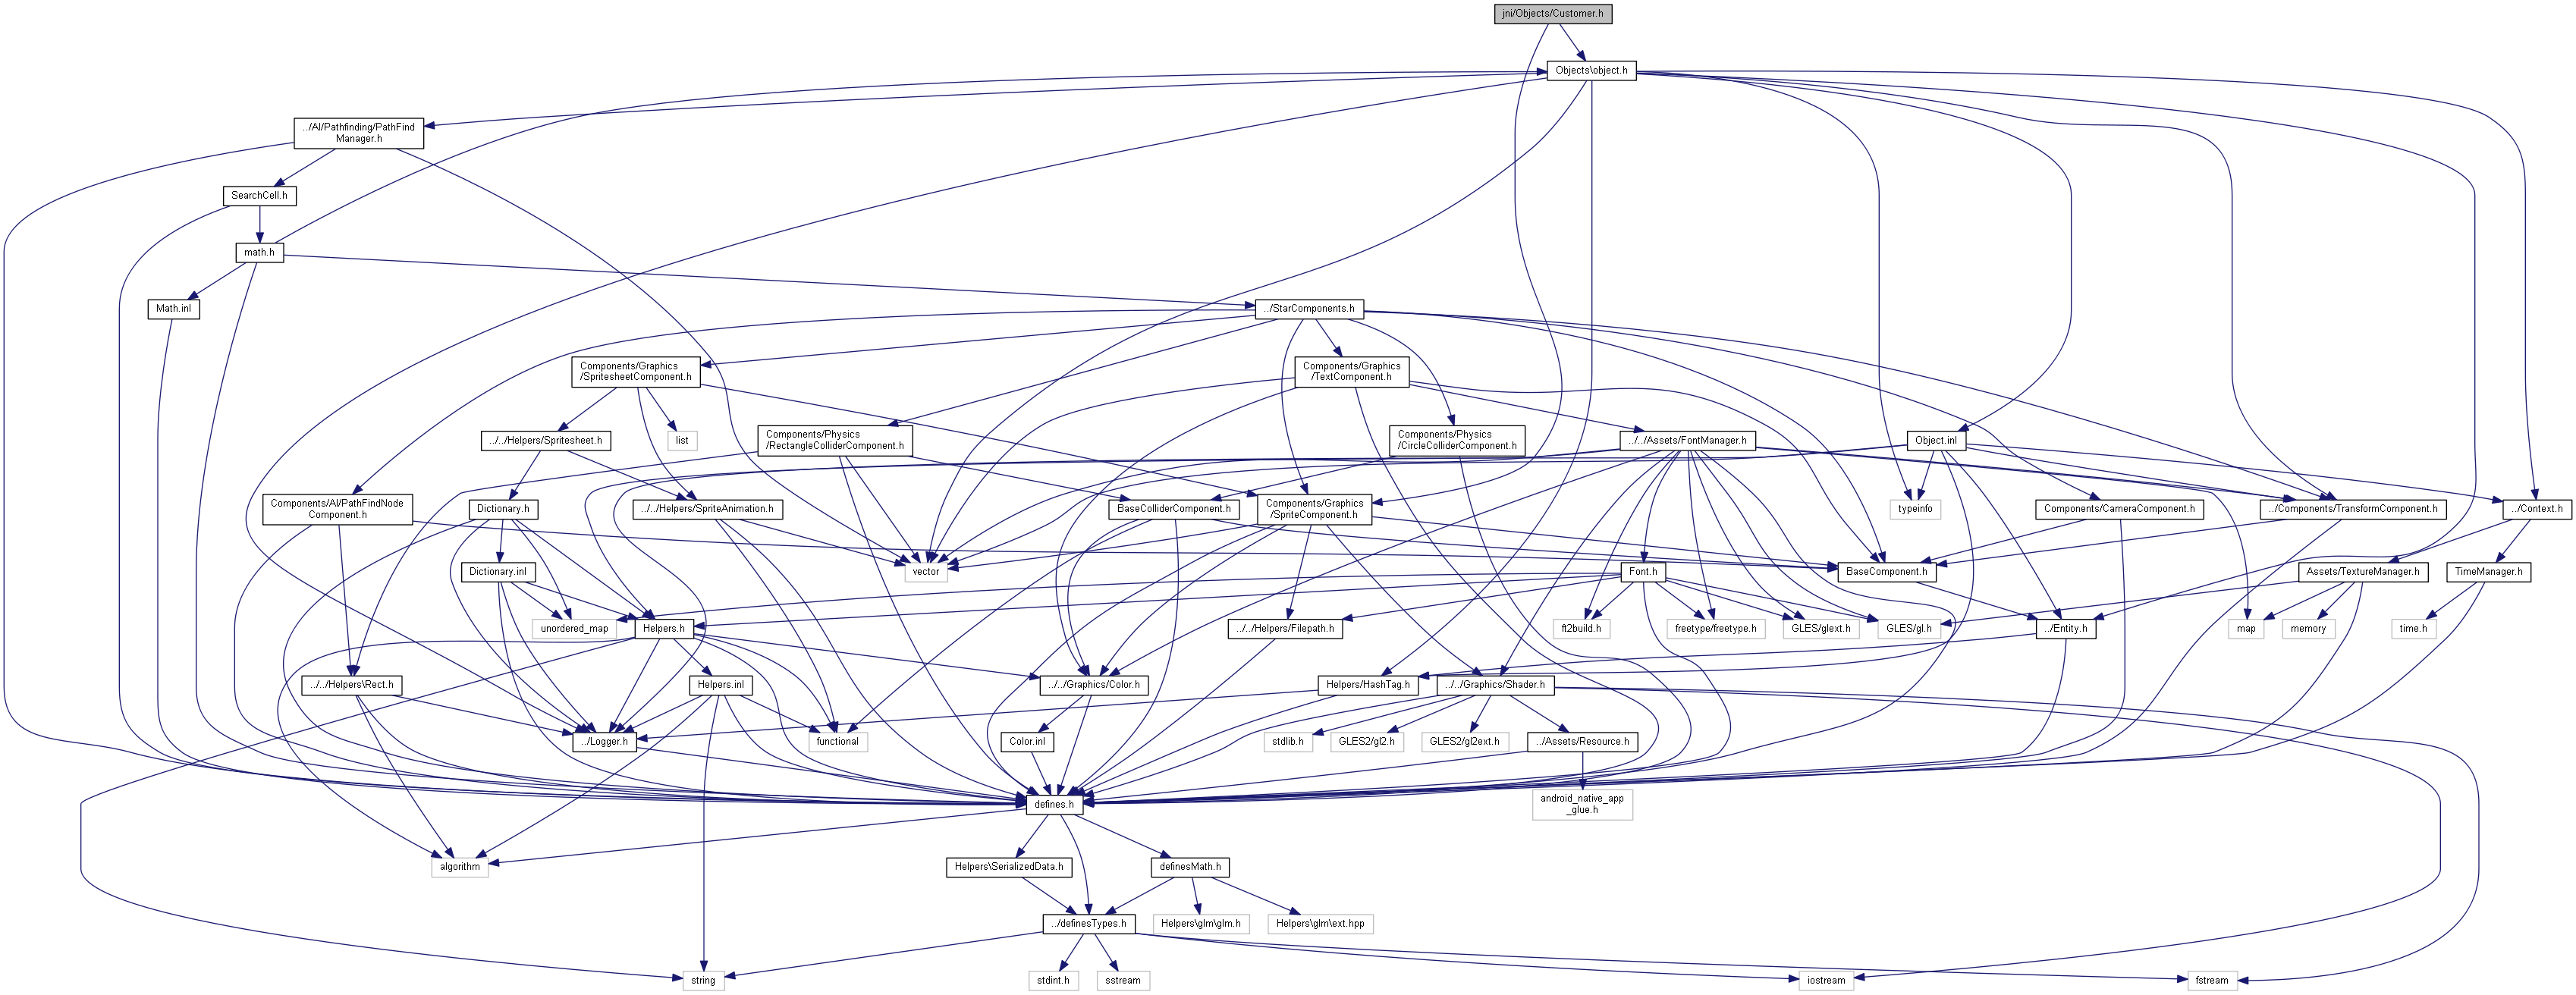 jni/Objects/Customer.h
Objects\object.h
../AI/Pathfinding/PathFind
Manager.h
SearchCell.h
math.h
Math.inl
../StarComponents.h
Components/Graphics
/SpritesheetComponent.h
Components/Graphics
/TextComponent.h
../../Helpers/Spritesheet.h
list
Components/Physics
/RectangleColliderComponent.h
Components/Physics
/CircleColliderComponent.h
../../Assets/FontManager.h
Object.inl
Components/AI/PathFindNode
Component.h
Dictionary.h
../../Helpers/SpriteAnimation.h
BaseColliderComponent.h
Components/Graphics
/SpriteComponent.h
typeinfo
Components/CameraComponent.h
../Components/TransformComponent.h
../Context.h
Dictionary.inl
vector
Font.h
BaseComponent.h
Assets/TextureManager.h
TimeManager.h
unordered_map
Helpers.h
../../Helpers/Filepath.h
ft2build.h
freetype/freetype.h
GLES/glext.h
GLES/gl.h
../Entity.h
map
memory
time.h
../../Helpers\Rect.h
Helpers.inl
../../Graphics/Color.h
Helpers/HashTag.h
../../Graphics/Shader.h
../Logger.h
functional
Color.inl
stdlib.h
GLES2/gl2.h
GLES2/gl2ext.h
../Assets/Resource.h
defines.h
android_native_app
_glue.h
algorithm
Helpers\SerializedData.h
definesMath.h
../definesTypes.h
Helpers\glm\glm.h
Helpers\glm\ext.hpp
string
stdint.h
sstream
iostream
fstream